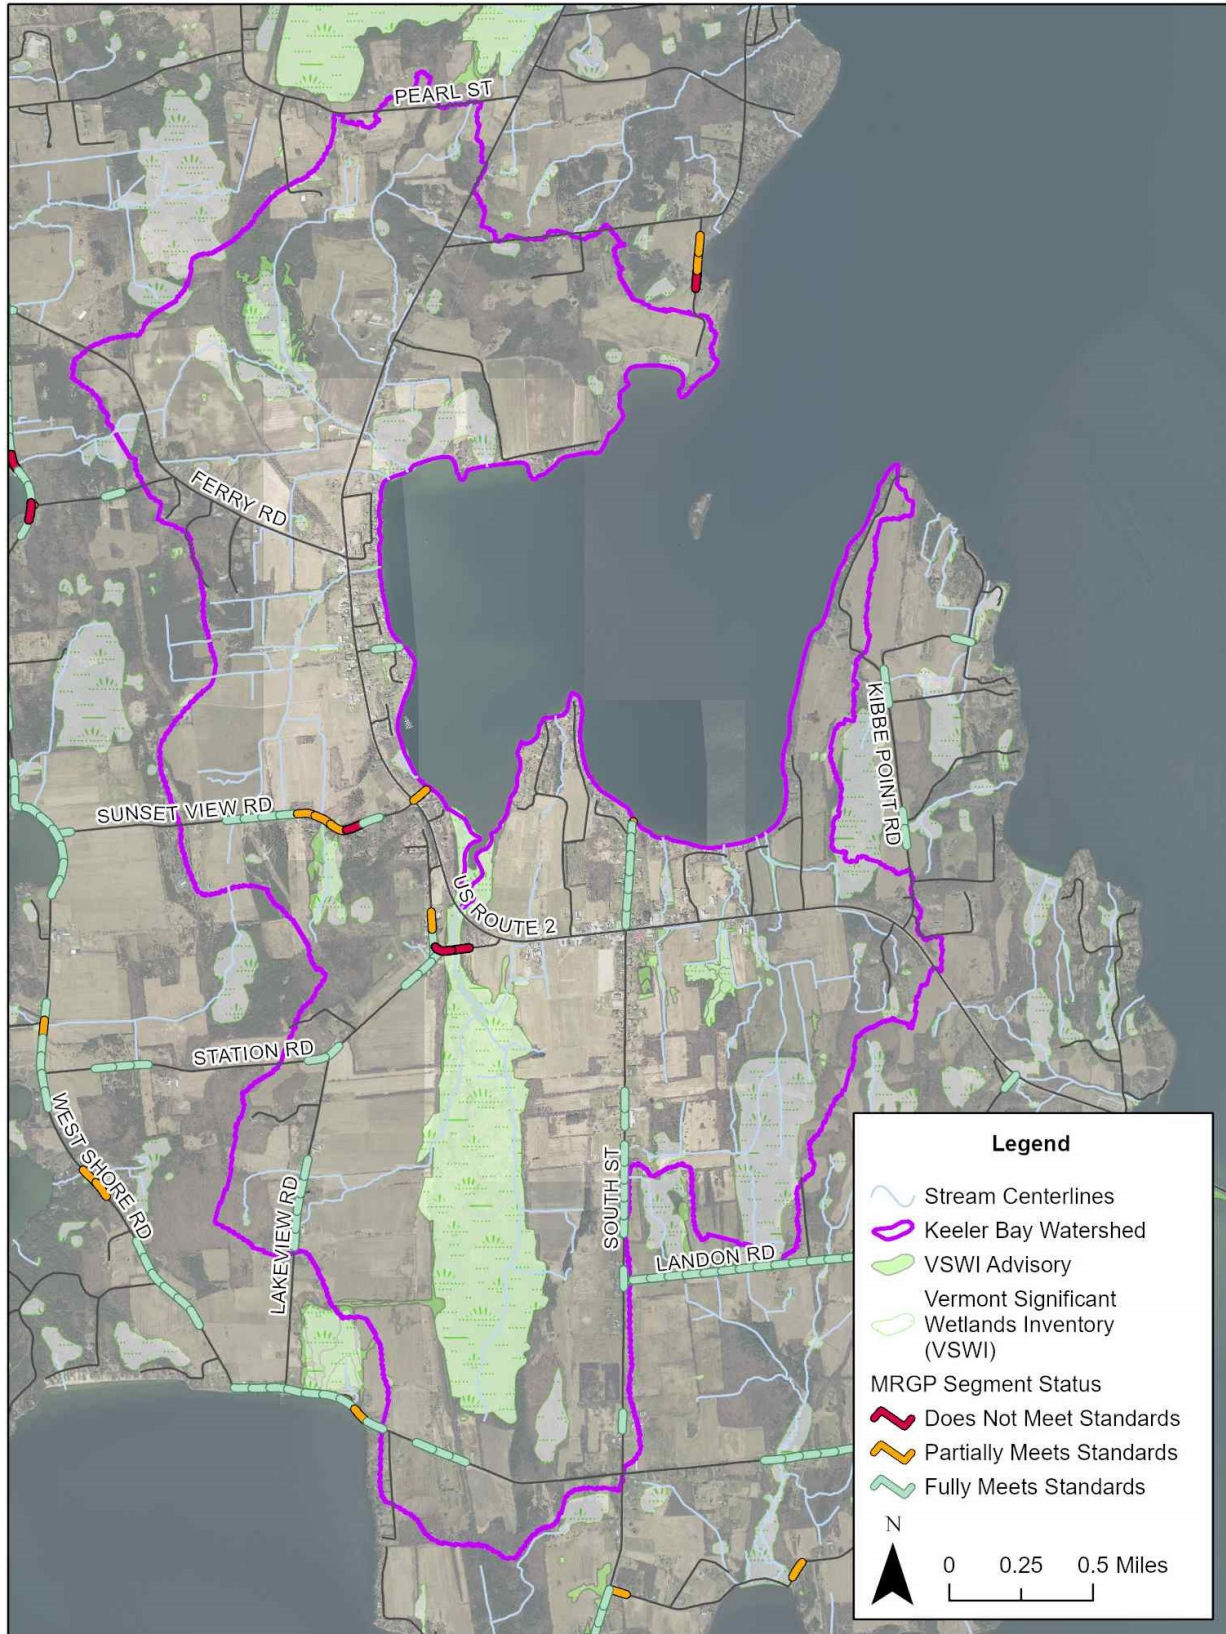 PEARL ST
FERRY RD
KIBBE POINT RD
SUNSET VIEW RD
US ROUTE 2
STATION RD
WEST SHORE RD
LAKEVIEW RD
SOUTH ST
LANDON RD
Legend
Stream Centerlines
Keeler Bay Watershed
VSWI Advisory
Vermont Significant
Wetlands Inventory
(VSWI)
MRGP Segment Status
Does Not Meet Standards
Partially Meets Standards
Fully Meets Standards
N
0 0.25 0.5 Miles